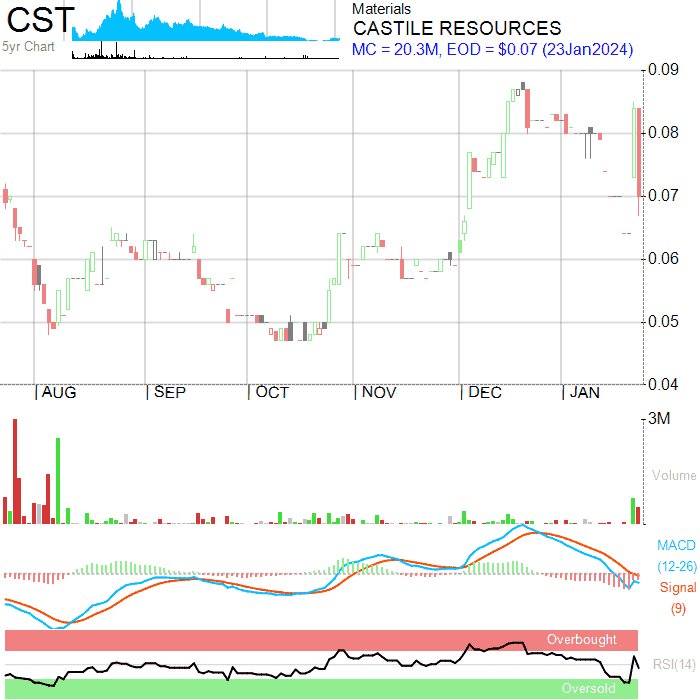 CST
5yr Chart
Materials
CASTILE RESOURCES
MC = 20.3M, EOD = $0.07 (23Jan2024)
0.09
0.08
0.07
0.06
0.05
0.04
AUG SEP OCT NOV DEC JAN
3M
Volume
MACD
(12-26)
Signal
(9)
Overbought
RSI(14)
Oversold